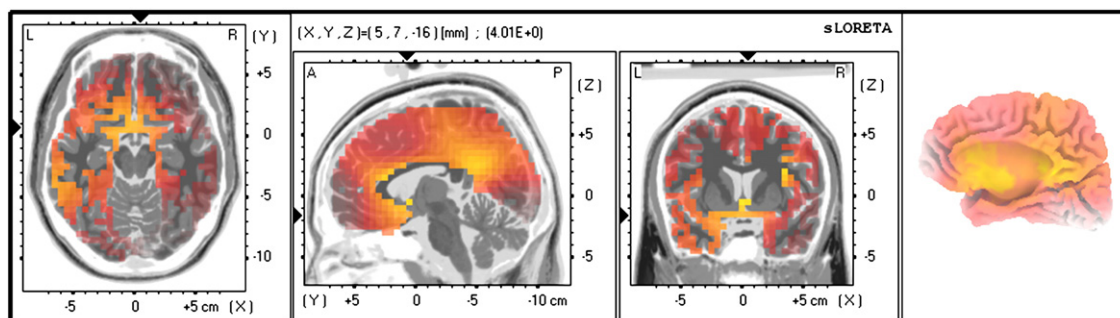 (X, Y, Z)=( 5 , 7 , -16 ) [mm] ; (4.01E+0)
sLORETA
L R (Y)
+5
0
-5
-10
-5 0 +5 cm (X)
A P (Z)
+5
0
-5
(Y) +5 0 -5 -10 cm
L R (Z)
+5
0
-5
-5 0 +5 cm (X)